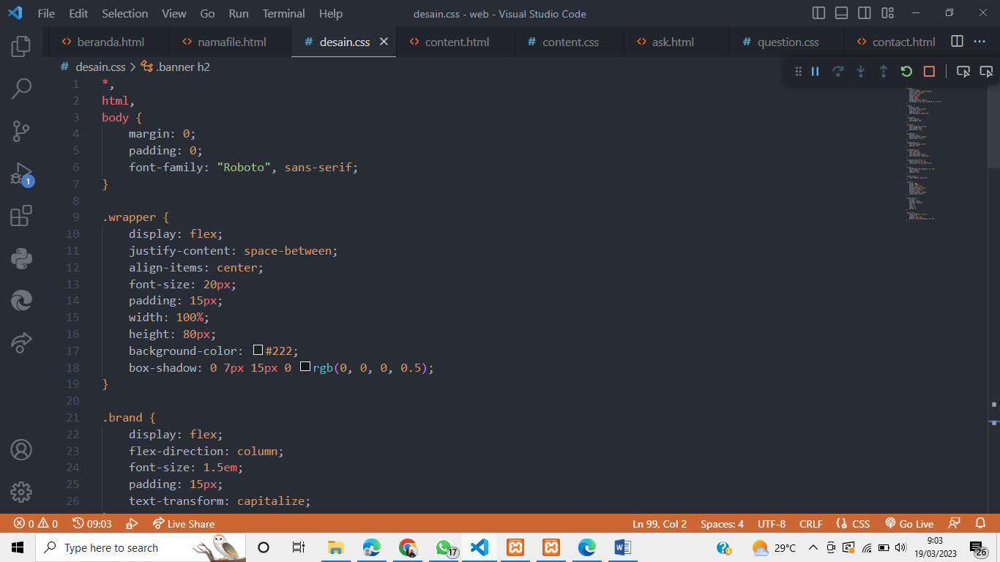 File Edit Selection View Go Run Terminal Help desain.css - web - Visual Studio Code
<> beranda.html <> namafile.html # desain.css <> content.html # content.css <> ask.html # question.css <> contact.html
# desain.css > .banner h2
1 *,
2 html,
3 body {
4 margin: 0;
5 padding: 0;
6 font-family: "Roboto", sans-serif;
7 }
8
9 .wrapper {
10 display: flex;
11 justify-content: space-between;
12 align-items: center;
13 font-size: 20px;
14 padding: 15px;
15 width: 100%;
16 height: 80px;
17 background-color: #222;
18 box-shadow: 0 7px 15px 0 rgb(0, 0, 0, 0.5);
19 }
20
21 .brand {
22 display: flex;
23 flex-direction: column;
24 font-size: 1.5em;
25 padding: 15px;
26 text-transform: capitalize;
1
0 0 09:03 Live Share Ln 99, Col 2 Spaces: 4 UTF-8 CRLF {} CSS Go Live
Type here to search 17 29°C 9:03
19/03/2023 26